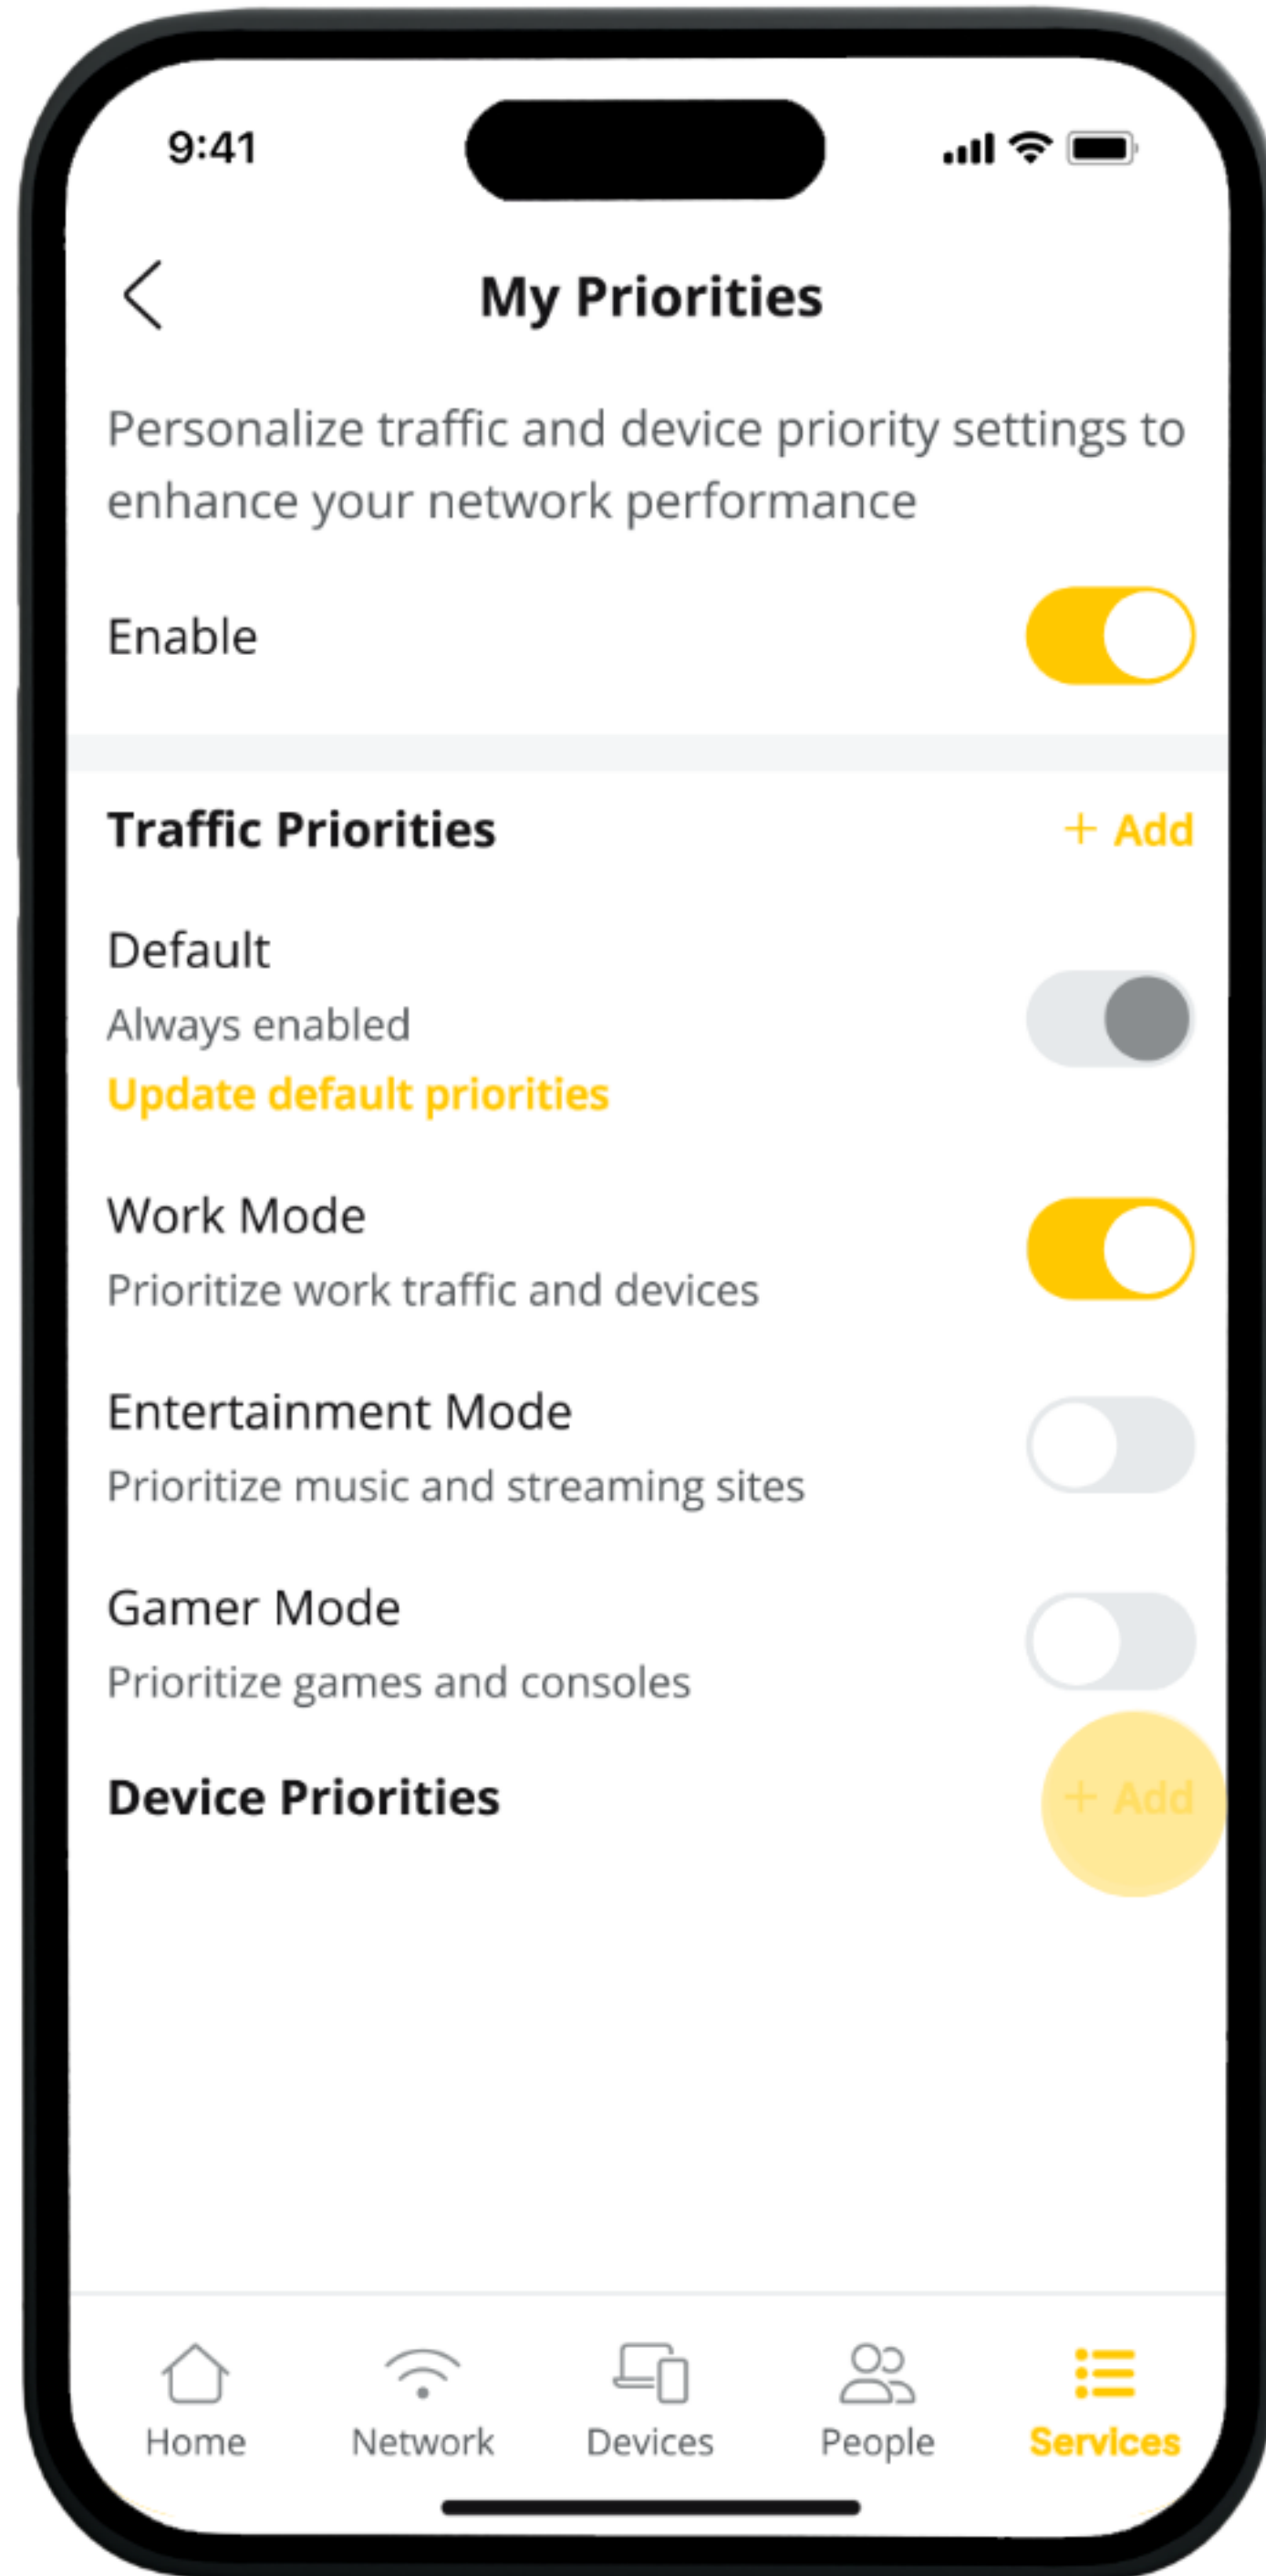 9:41
My Priorities
Personalize traffic and device priority settings to
enhance your network performance
Enable
Traffic Priorities
+ Add
Default
Always enabled
Update default priorities
Work Mode
Prioritize work traffic and devices
Entertainment Mode
Prioritize music and streaming sites
Gamer Mode
Prioritize games and consoles
Device Priorities
+ Add
Home
Network
Devices
People
Services